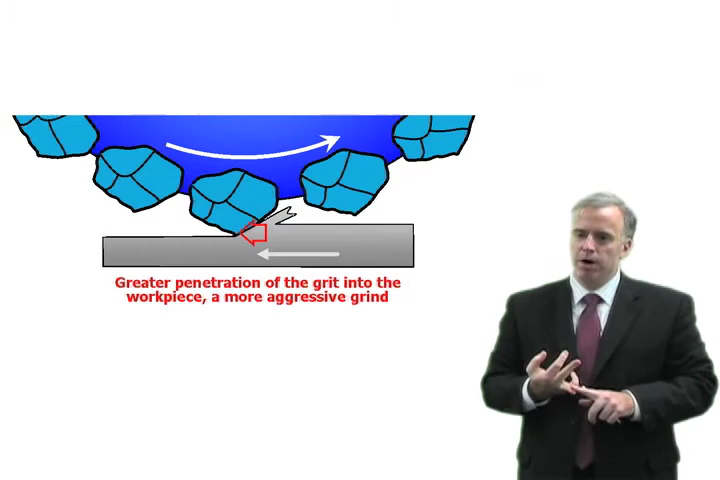 Greater penetration of the grit into the
workpiece, a more aggressive grind